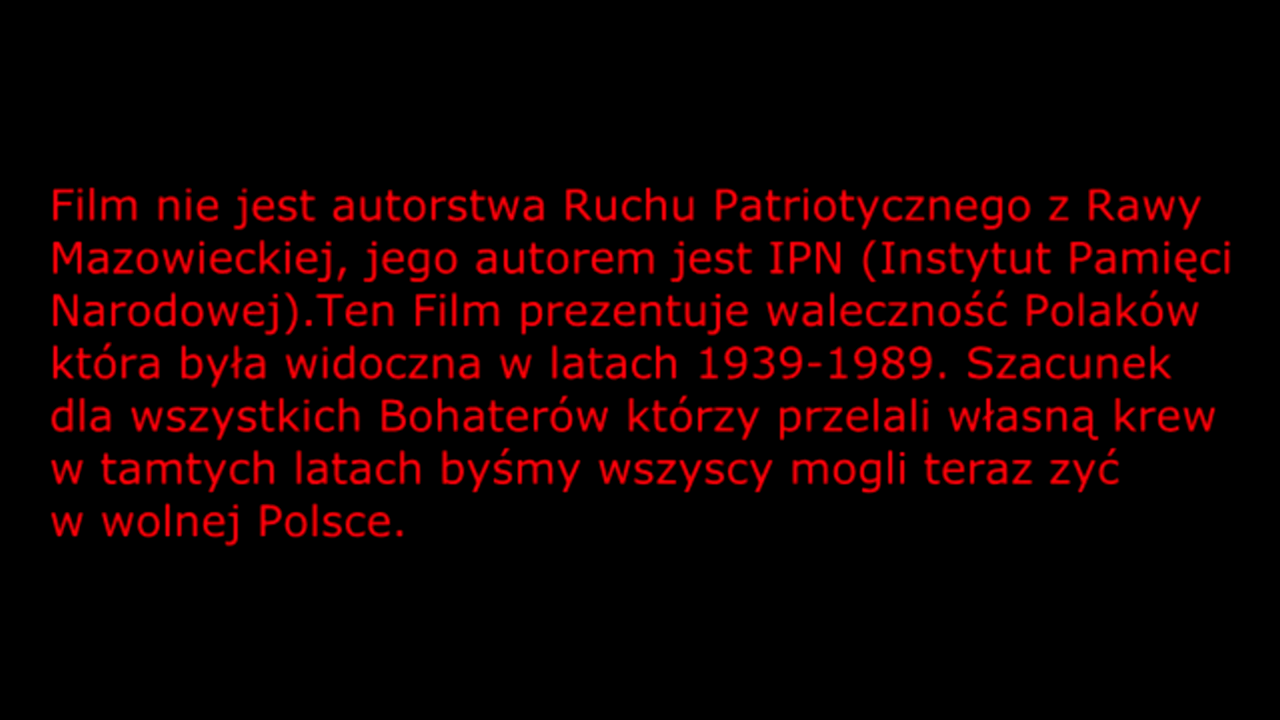 Film nie jest autorstwa Ruchu Patriotycznego z Rawy
Mazowieckiej, jego autorem jest IPN (Instytut Pamięci
Narodowej).Ten Film prezentuje waleczność Polaków
która była widoczna w latach 1939-1989. Szacunek
dla wszystkich Bohaterów którzy przelali własną krew
w tamtych latach byśmy wszyscy mogli teraz zyć
w wolnej Polsce.